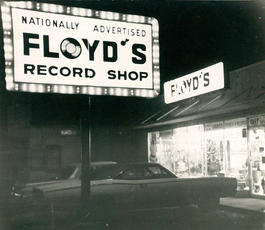 NATIONALLY ADVERTISED
FLOYD'S
RECORD SHOP
FLOYD'S